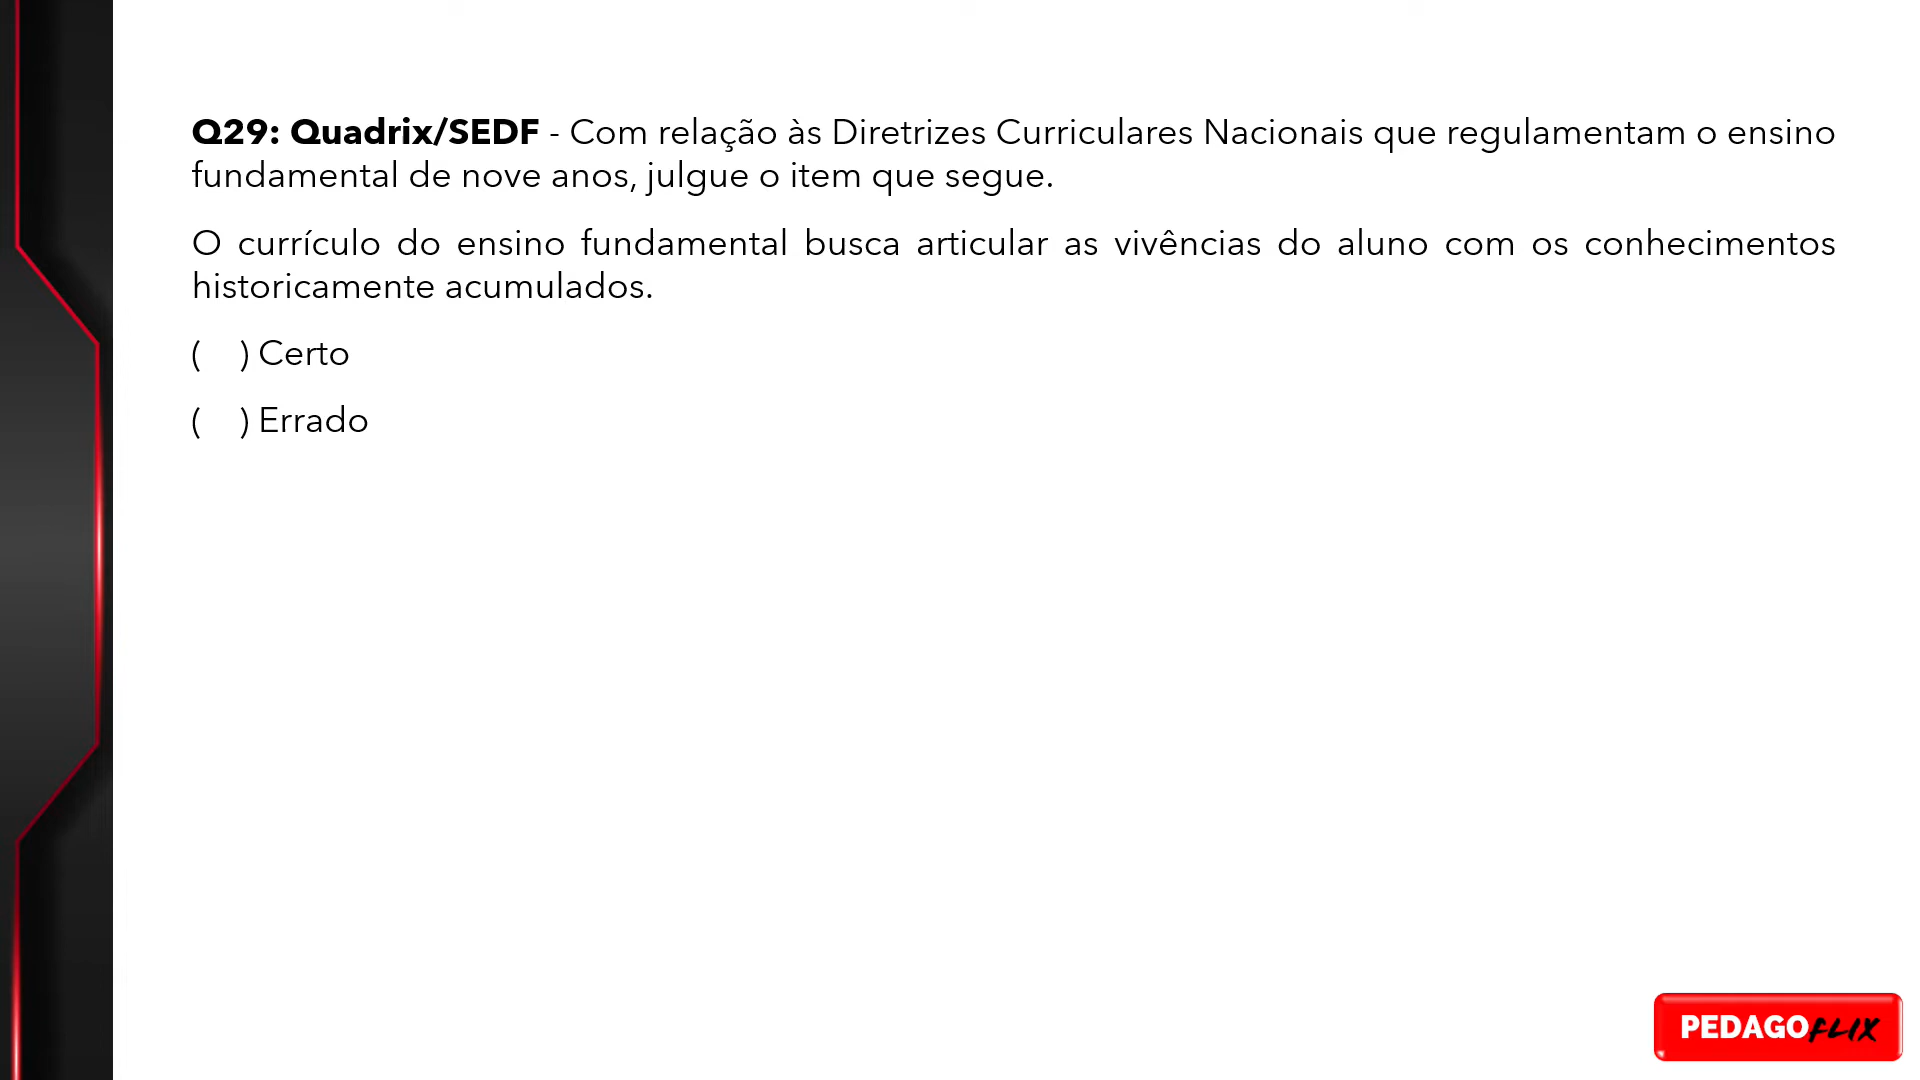 Q29: Quadrix/SEDF - Com relação às Diretrizes Curriculares Nacionais que regulamentam o ensino
fundamental de nove anos, julgue o item que segue.
O currículo do ensino fundamental busca articular as vivências do aluno com os conhecimentos
historicamente acumulados.
(    ) Certo
(    ) Errado
PEDAGOFLIX